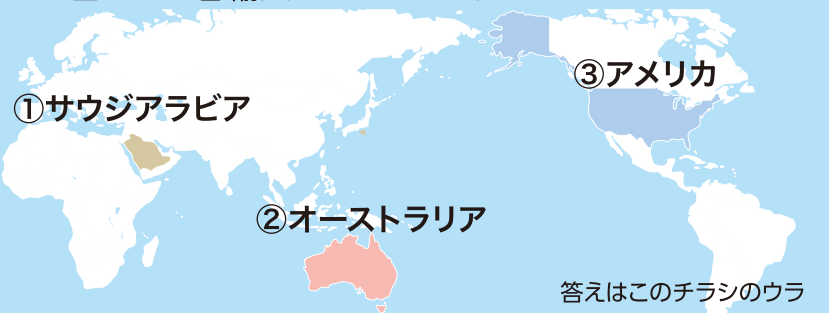 ①サウジアラビア
②オーストラリア
③アメリカ
答えはこのチラシのウラ